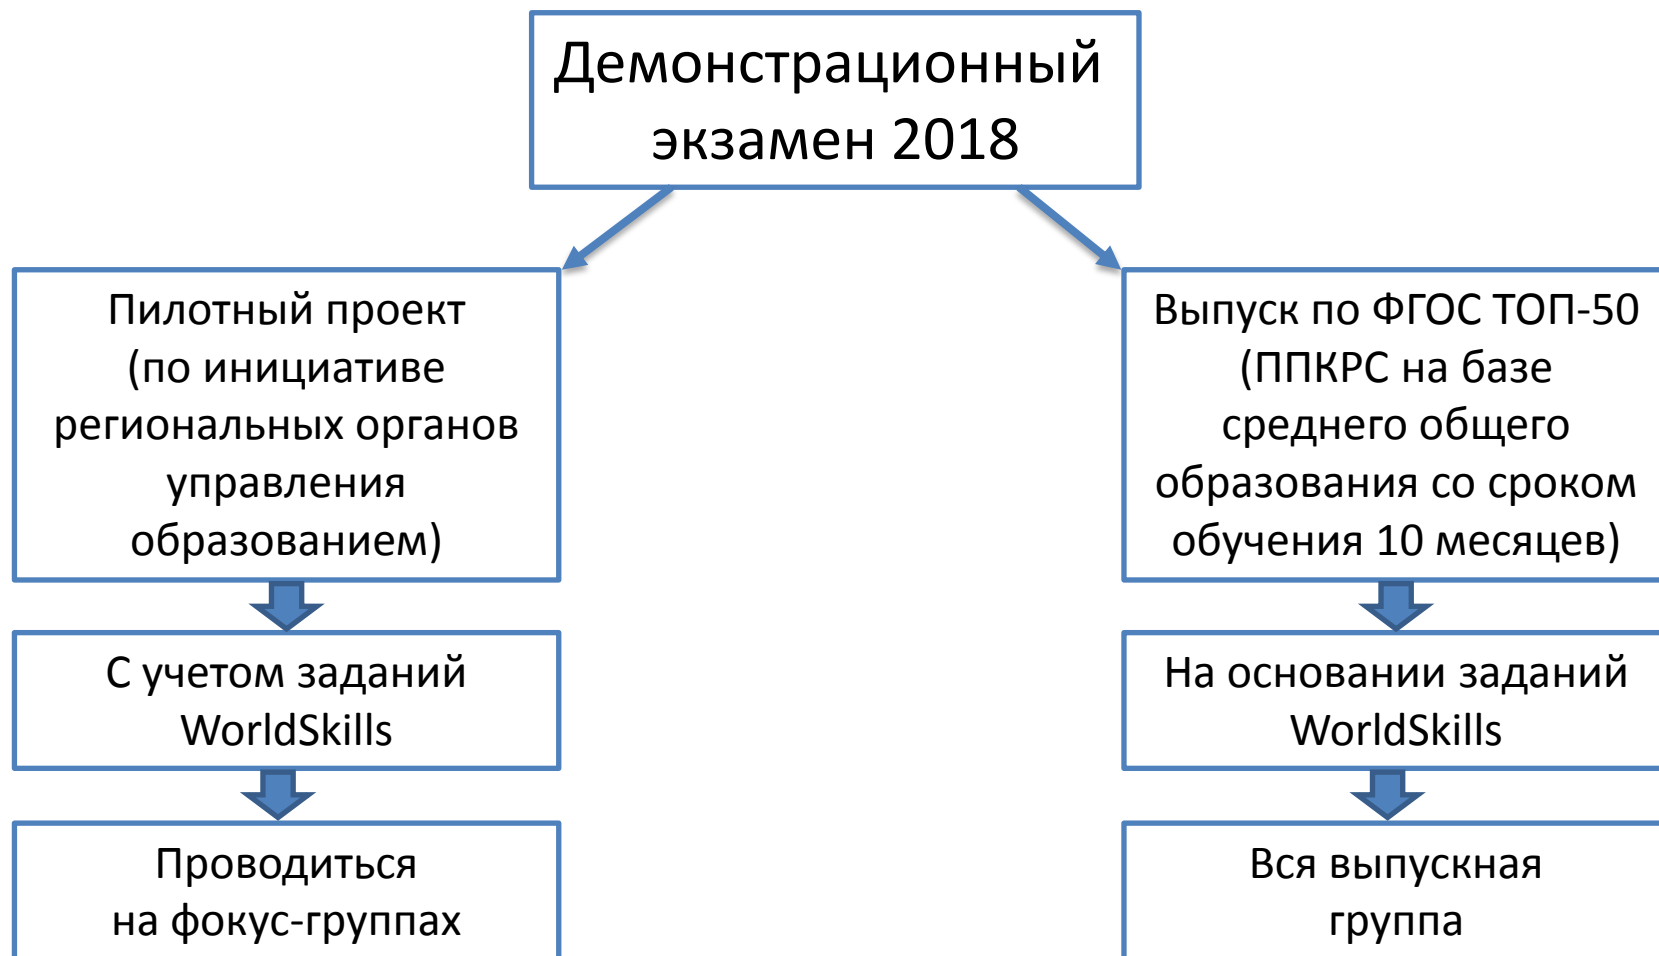 Демонстрационный
экзамен 2018
Пилотный проект
(по инициативе
региональных органов
управления
образованием)
С учетом заданий
WorldSkills
Проводиться
на фокус-группах
Выпуск по ФГОС ТОП-50
(ППКРС на базе
среднего общего
образования со сроком
обучения 10 месяцев)
На основании заданий
WorldSkills
Вся выпускная
группа